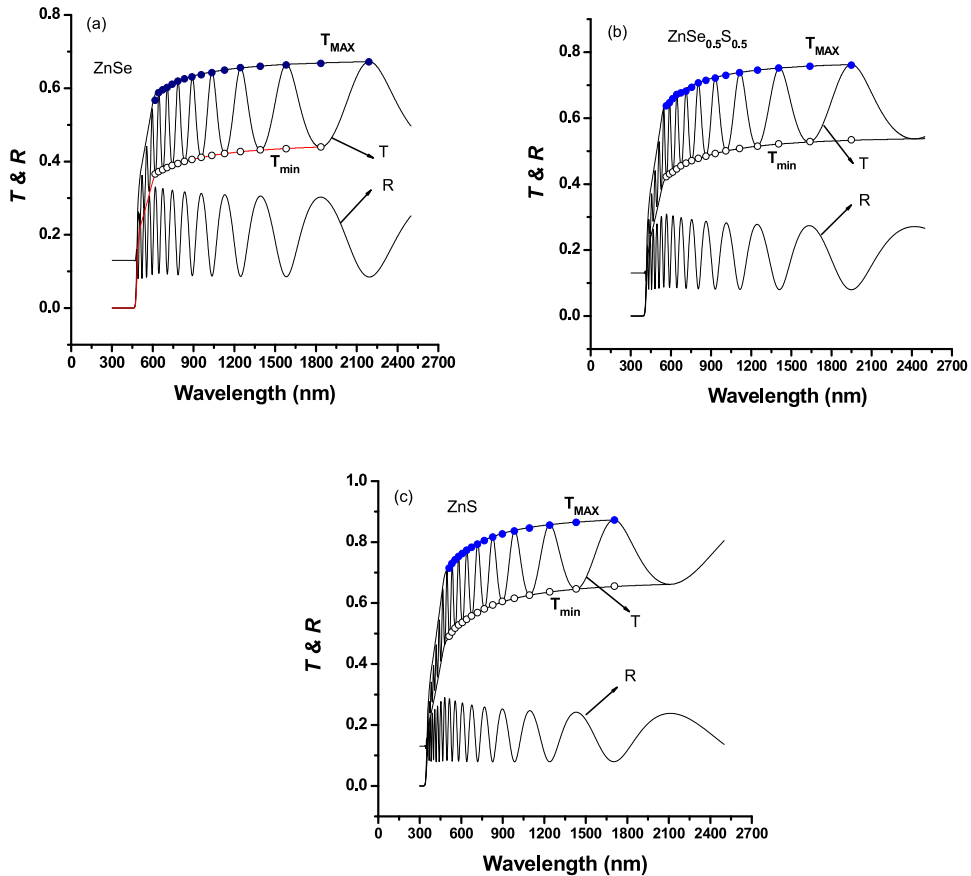 (a)
ZnSe
T_MAX
T_min
T
R
T & R
0.8
0.6
0.4
0.2
0.0
0 300 600 900 1200 1500 1800 2100 2400 2700
Wavelength (nm)
(b)
ZnSe_0.5S_0.5
T_MAX
T_min
T
R
T & R
0.8
0.6
0.4
0.2
0.0
0 300 600 900 1200 1500 1800 2100 2400 2700
Wavelength (nm)
(c)
ZnS
T_MAX
T_min
T
R
T & R
1.0
0.8
0.6
0.4
0.2
0.0
0 300 600 900 1200 1500 1800 2100 2400 2700
Wavelength (nm)